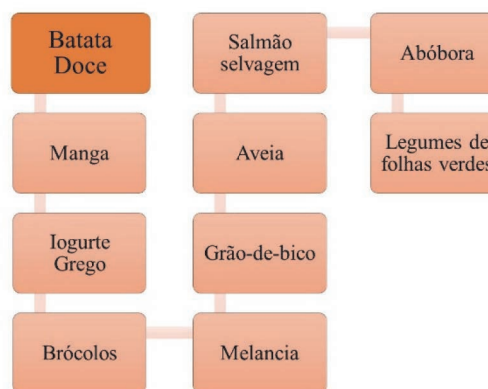 Batata
Doce
Manga
Iogurte
Grego
Brócolos
Melancia
Grão-de-bico
Aveia
Salmão
selvagem
Abóbora
Legumes de
folhas verdes